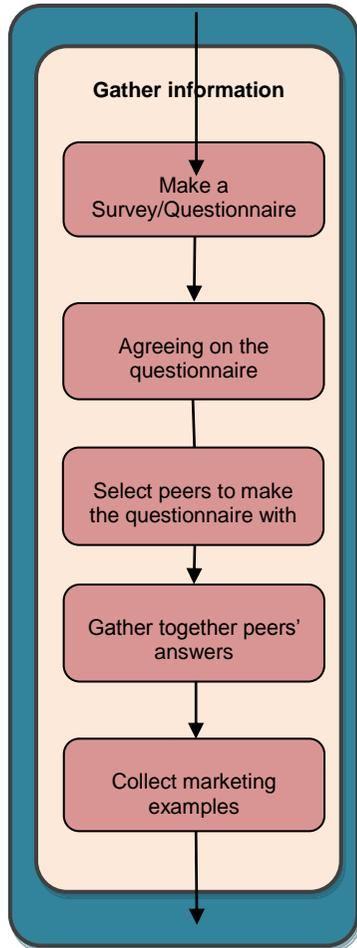 Gather information
Make a
Survey/Questionnaire
Agreeing on the
questionnaire
Select peers to make
the questionnaire with
Gather together peers’
answers
Collect marketing
examples